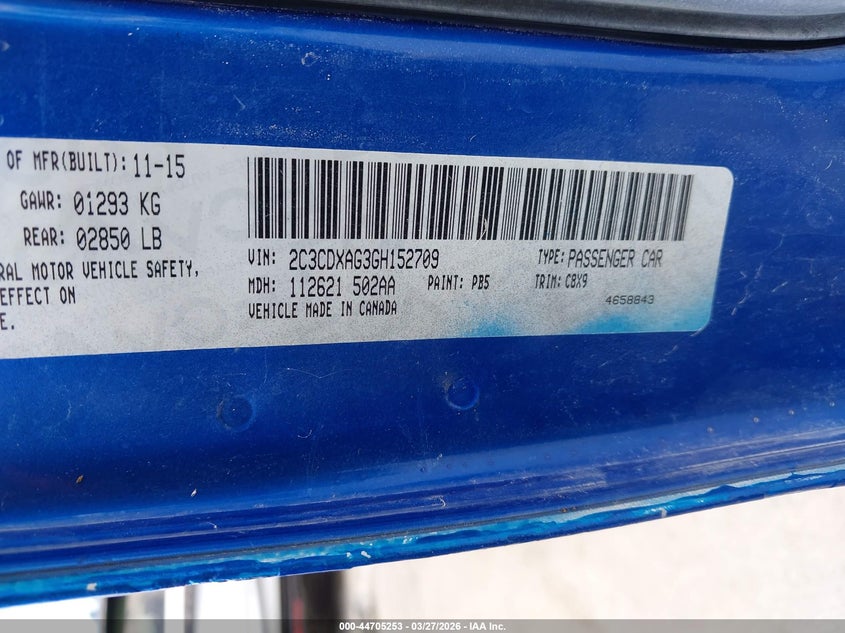 OF MFR(BUILT): 11-15
GAWR: 01293 KG
REAR: 02850 LB
RAL MOTOR VEHICLE SAFETY,
EFFECT ON
E.
VIN: 2C3CDXAG3GH152709 TYPE: PASSENGER CAR
MDH: 112621 502AA PAINT: PB5 TRIM: C8X9
VEHICLE MADE IN CANADA 4658843
000-44705253 - 03/27/2026 - IAA Inc.